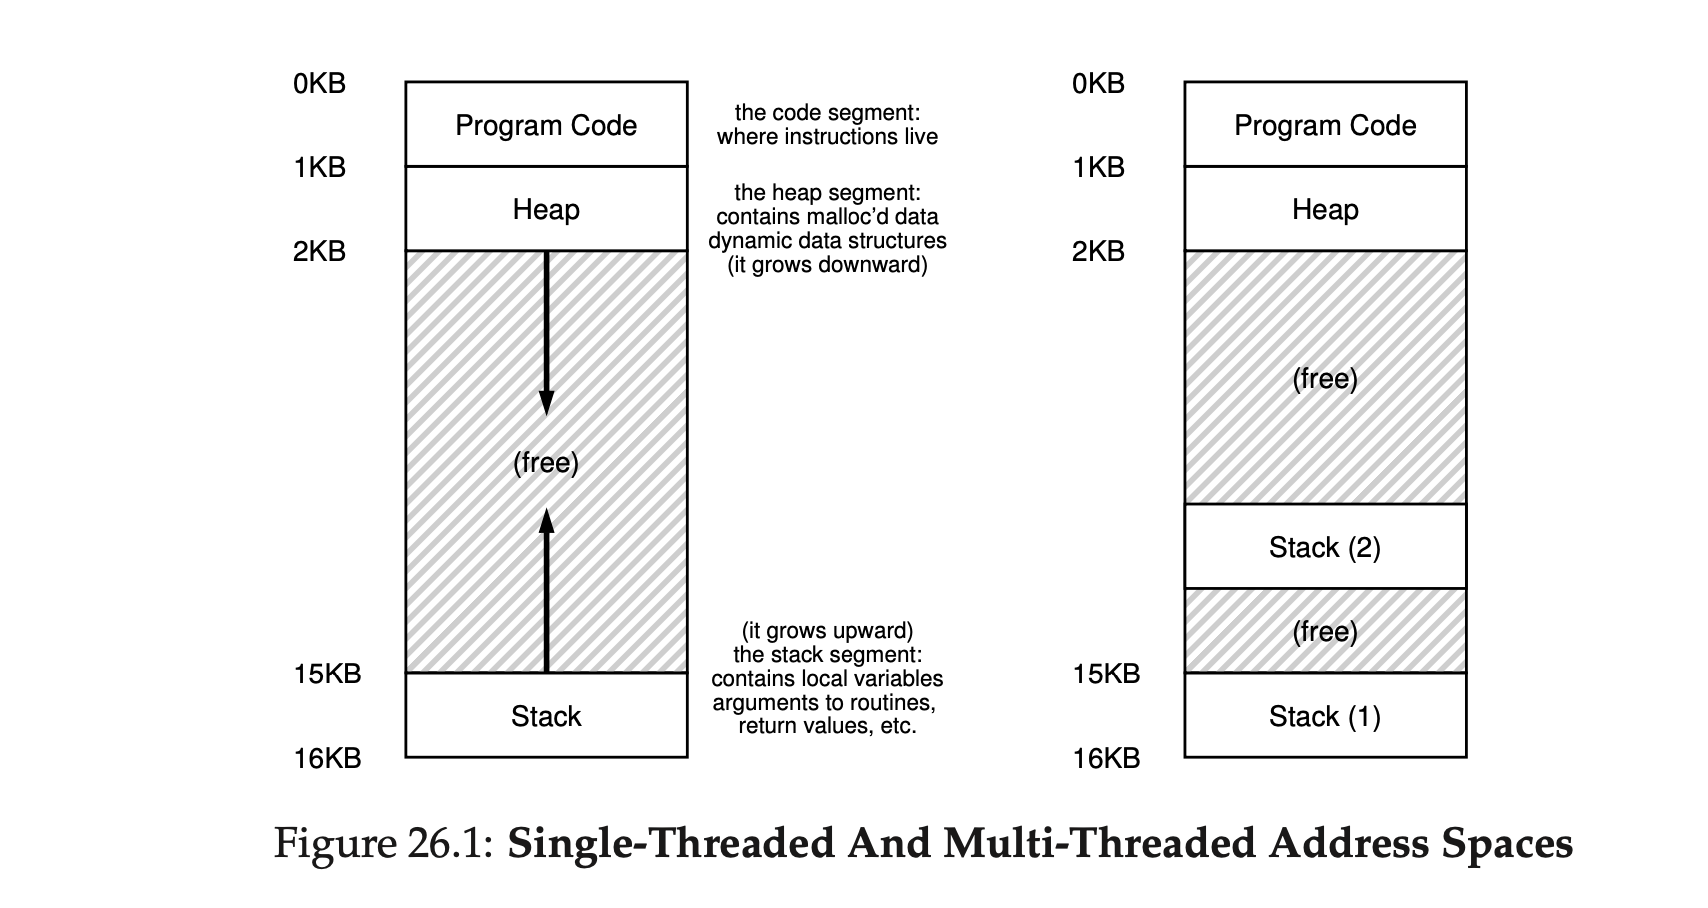 0KB
Program Code
the code segment:
where instructions live
1KB
Heap
the heap segment:
contains malloc’d data
dynamic data structures
(it grows downward)
2KB
(free)
(it grows upward)
the stack segment:
contains local variables
arguments to routines,
return values, etc.
15KB
Stack
16KB
0KB
Program Code
1KB
Heap
2KB
(free)
Stack (2)
(free)
15KB
Stack (1)
16KB
Figure 26.1: Single-Threaded And Multi-Threaded Address Spaces